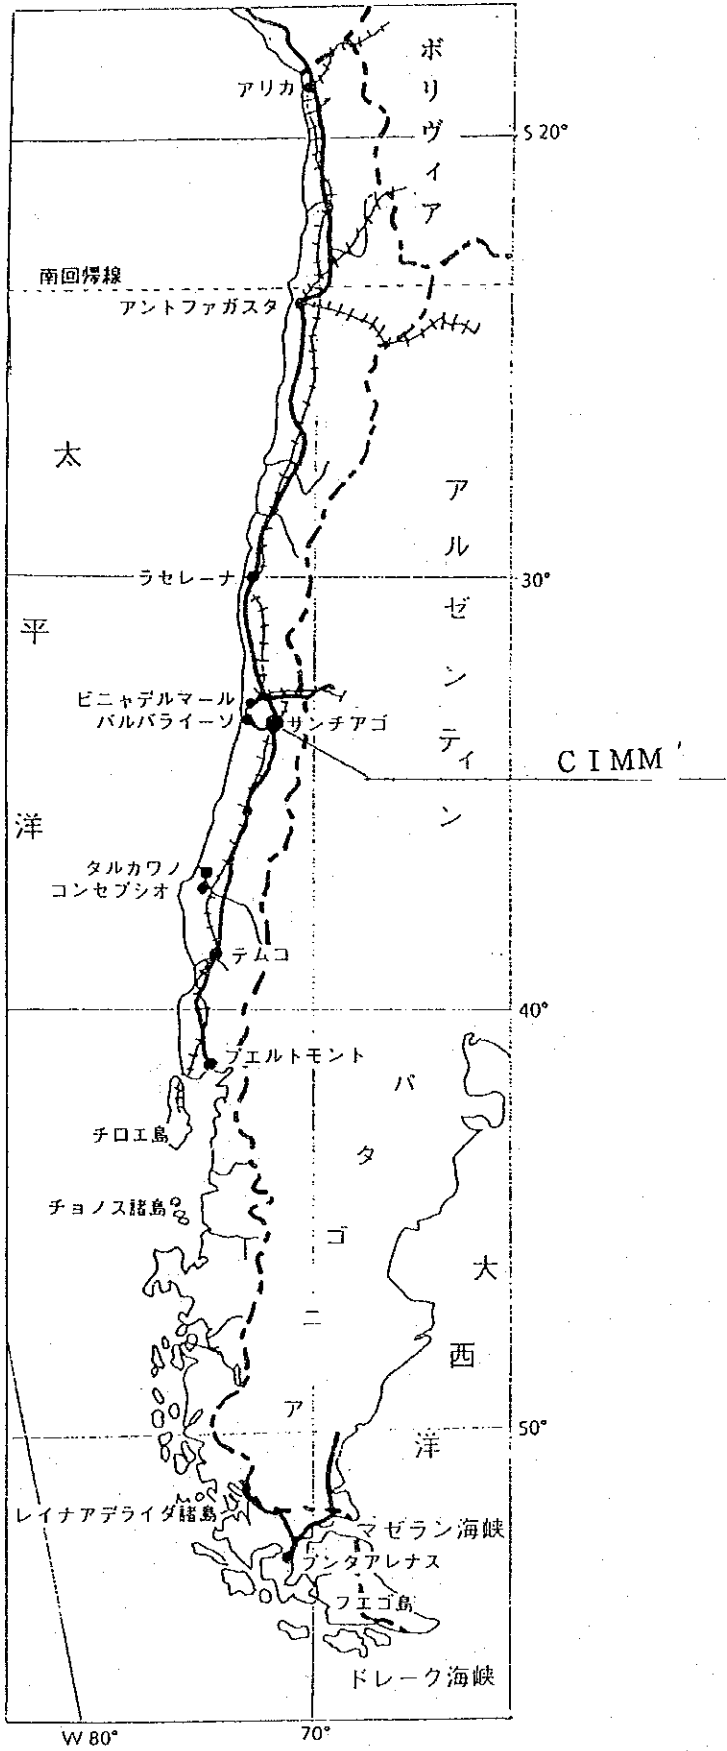 ボリヴィア
アリカ
S 20°
南回帰線
アントファガスタ
太平洋
アルゼンティン
ラセレーナ
30°
ビニャデルマール
バルバライーソ
サンチアゴ
CIMM
タルカワノ
コンセプシオ
テムコ
40°
プエルトモント
パタゴニア
チロエ島
チョノス諸島
大西洋
50°
レイナアデライダ諸島
マゼラン海峡
プンタアレナス
フエゴ島
ドレーク海峡
W 80°
70°